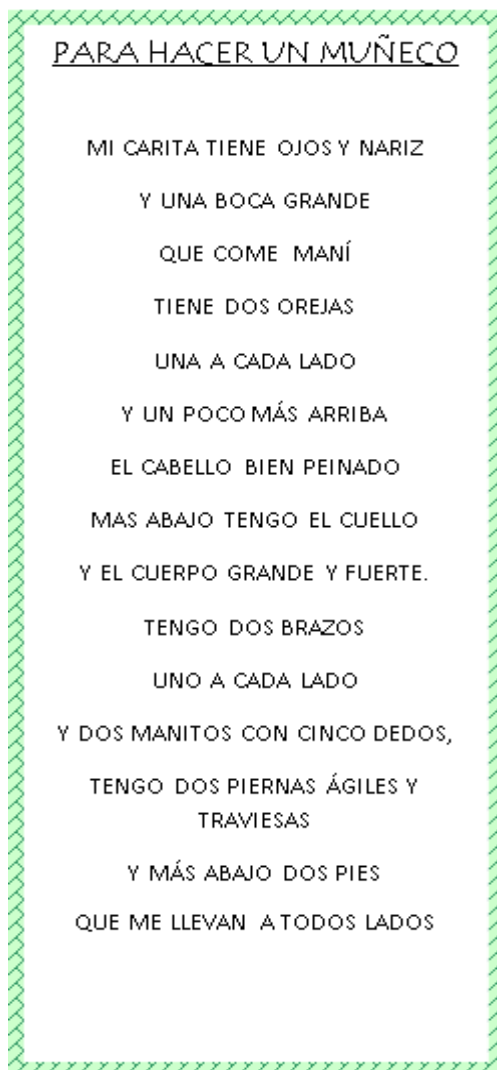 PARA HACER UN MUÑECO
MI CARITA TIENE OJOS Y NARIZ
Y UNA BOCA GRANDE
QUE COME MANÍ
TIENE DOS OREJAS
UNA A CADA LADO
Y UN POCO MÁS ARRIBA
EL CABELLO BIEN PEINADO
MAS ABAJO TENGO EL CUELLO
Y EL CUERPO GRANDE Y FUERTE.
TENGO DOS BRAZOS
UNO A CADA LADO
Y DOS MANITOS CON CINCO DEDOS,
TENGO DOS PIERNAS ÁGILES Y
TRAVIESAS
Y MÁS ABAJO DOS PIES
QUE ME LLEVAN A TODOS LADOS